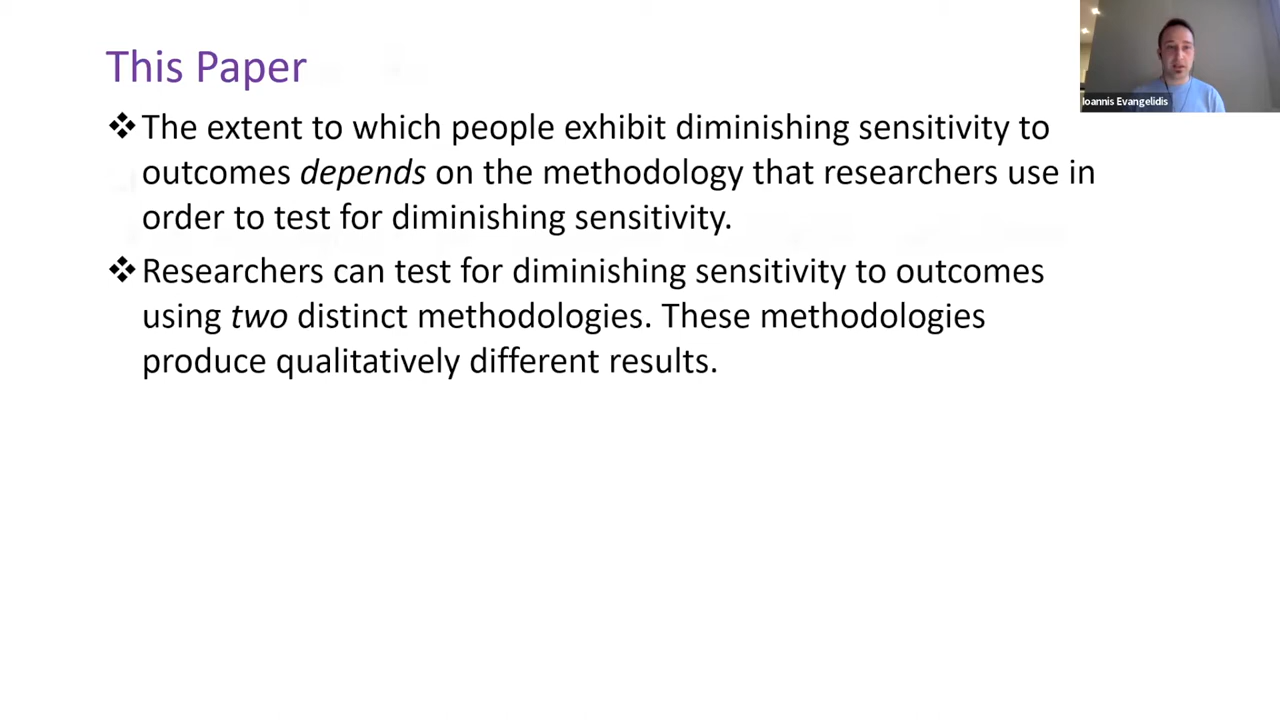 This Paper
❖The extent to which people exhibit diminishing sensitivity to
outcomes depends on the methodology that researchers use in
order to test for diminishing sensitivity.
❖Researchers can test for diminishing sensitivity to outcomes
using two distinct methodologies. These methodologies
produce qualitatively different results.
Ioannis Evangelidis